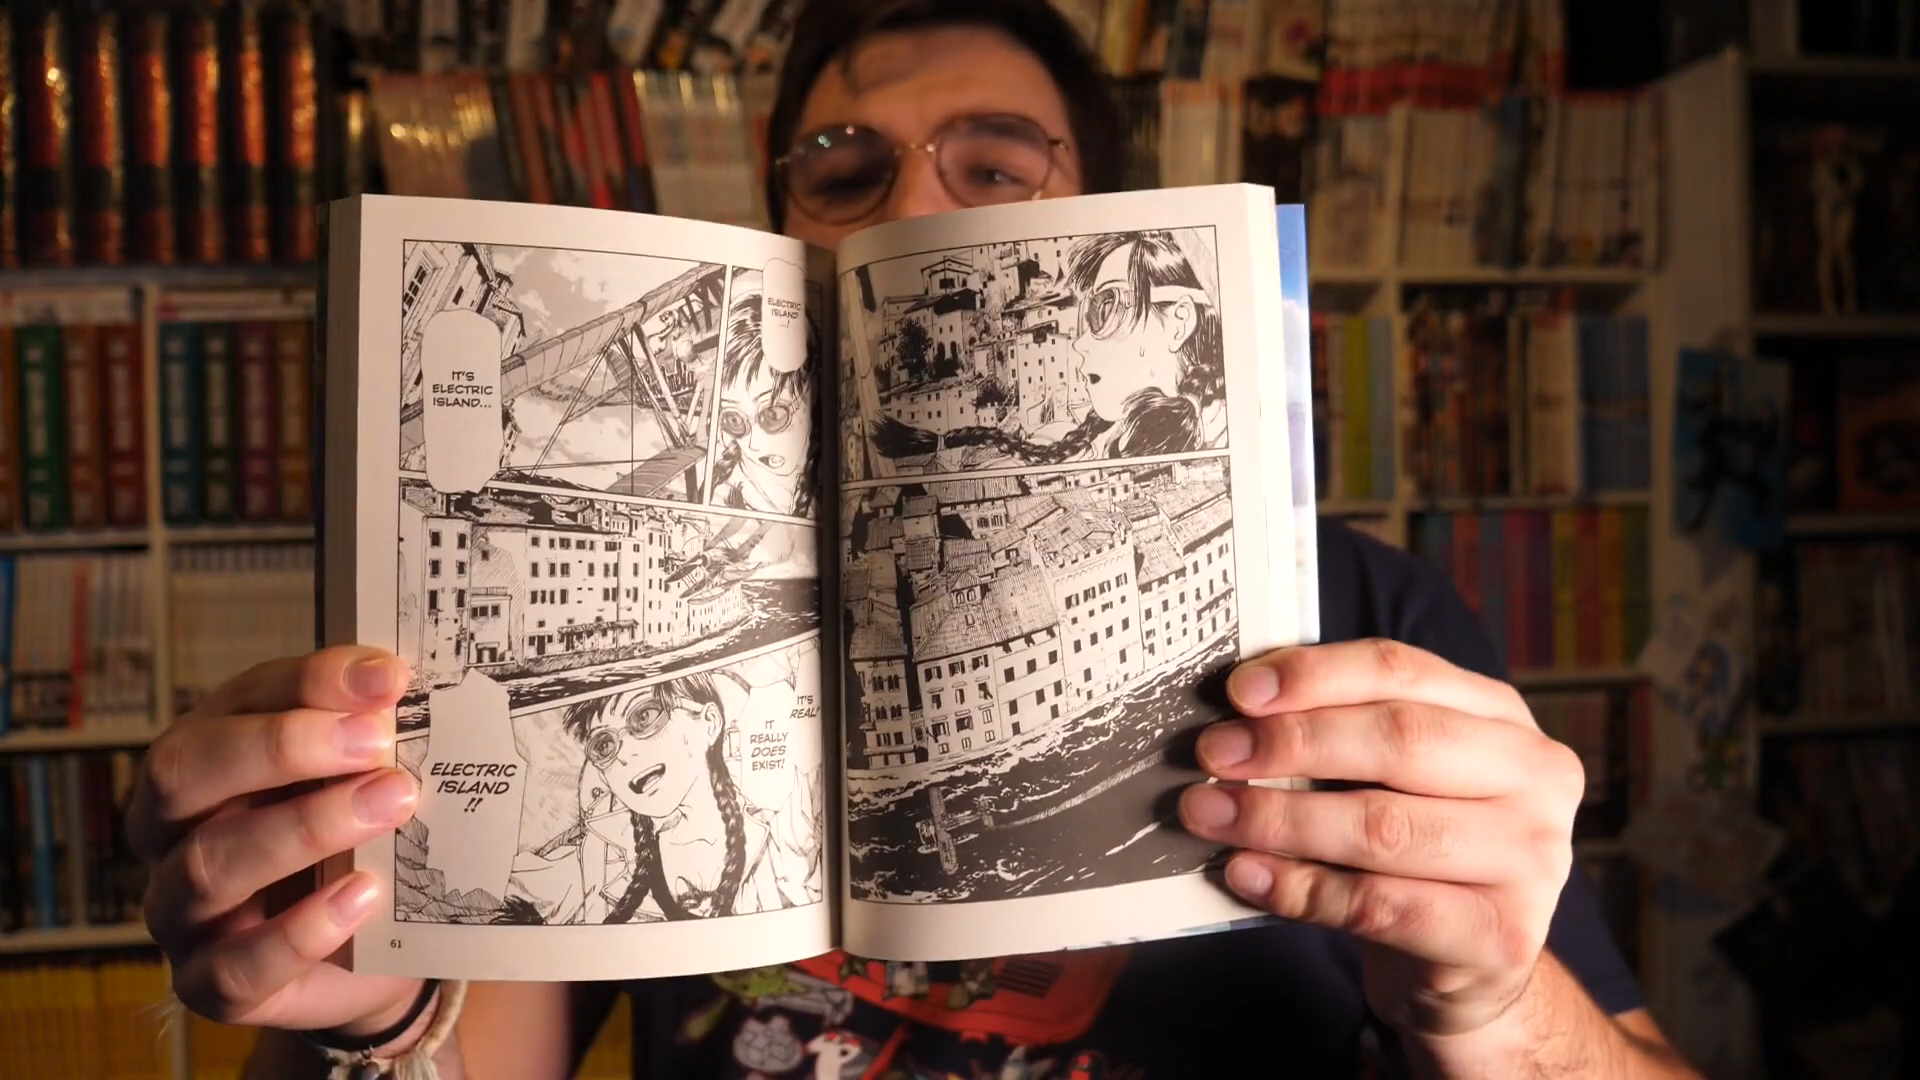 ELECTRIC
ISLAND
...!
IT'S
ELECTRIC
ISLAND...
IT'S
REAL!
IT
REALLY
DOES
EXIST!
ELECTRIC
ISLAND
!!
61